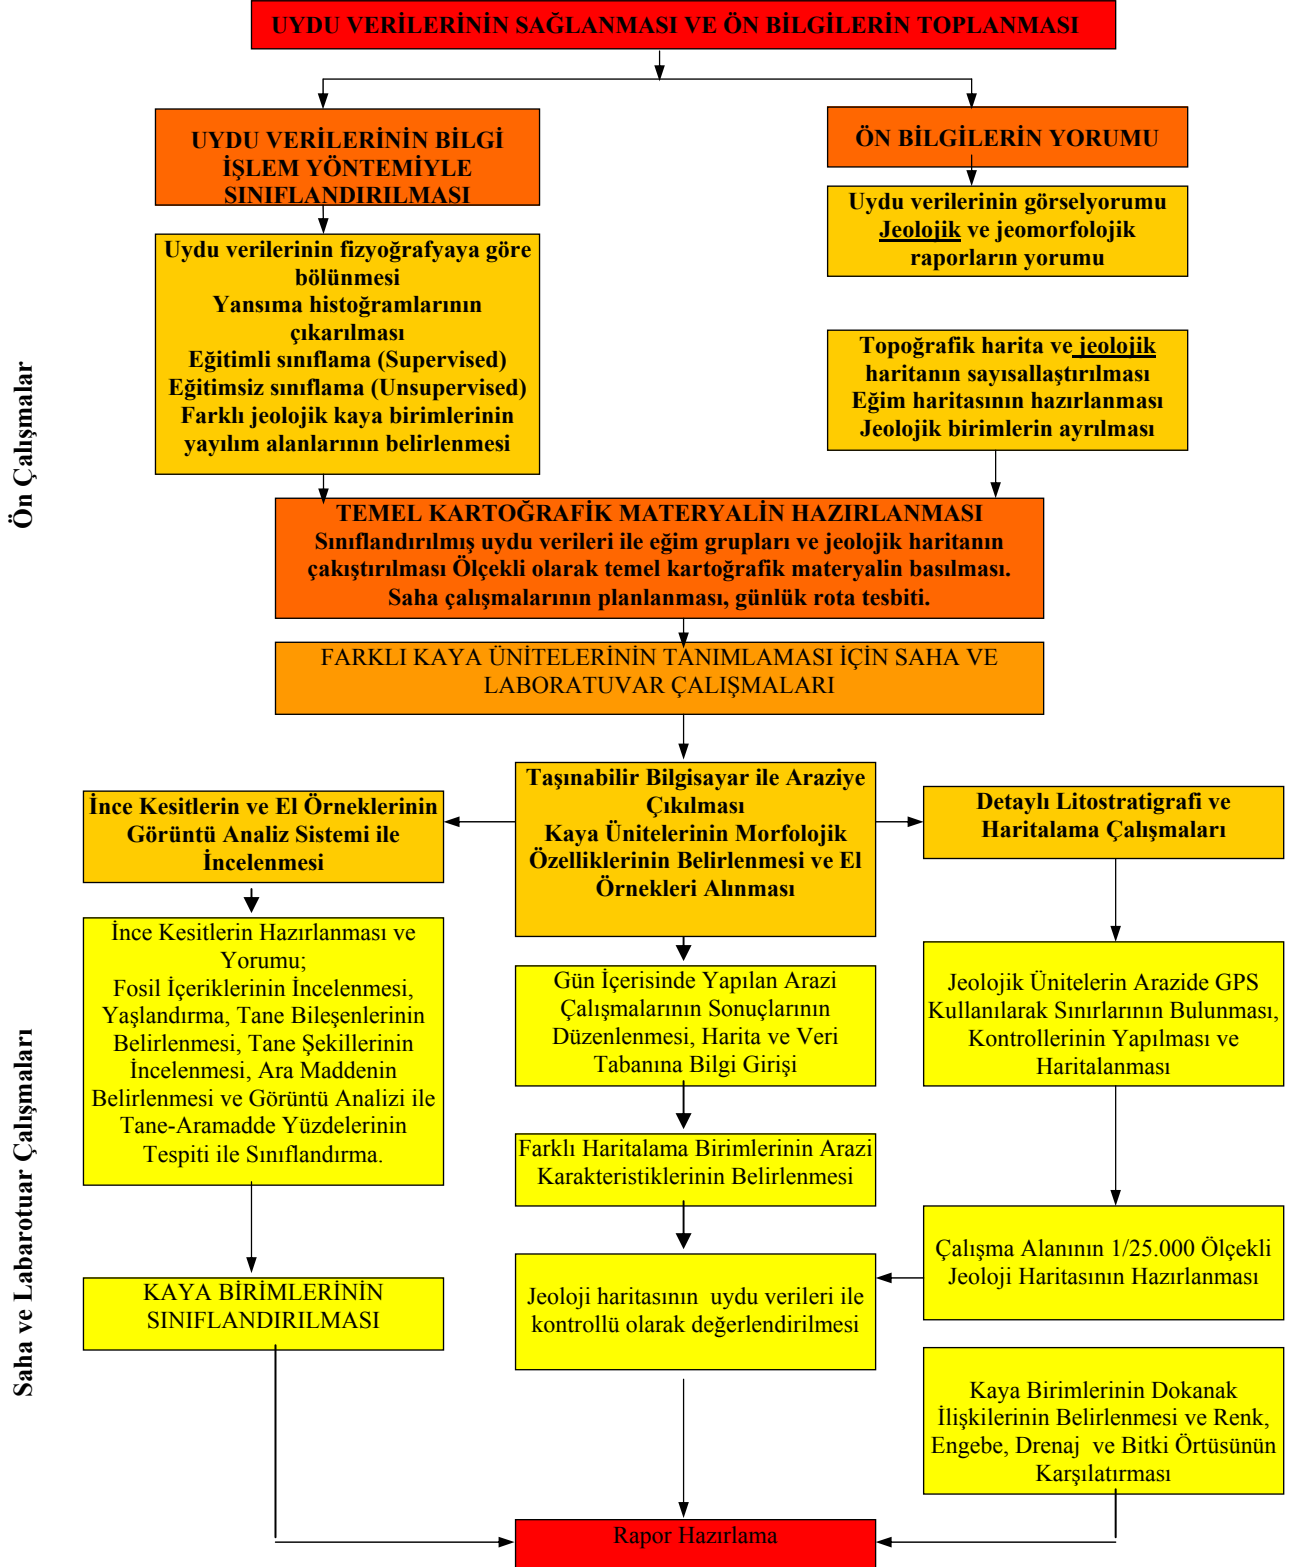 UYDU VERİLERİNİN SAĞLANMASI VE ÖN BİLGİLERİN TOPLANMASI
UYDU VERİLERİNİN BİLGİ
İŞLEM YÖNTEMİYLE
SINIFLANDIRILMASI
ÖN BİLGİLERİN YORUMU
Uydu verilerinin görselyorumu
Jeolojik ve jeomorfolojik
raporların yorumu
Uydu verilerinin fizyoğrafyaya göre
bölünmesi
Yansıma histoğramlarının
çıkarılması
Eğitimli sınıflama (Supervised)
Eğitimsiz sınıflama (Unsupervised)
Farklı jeolojik kaya birimlerinin
yayılım alanlarının belirlenmesi
Topoğrafik harita ve jeolojik
haritanın sayısallaştırılması
Eğim haritasının hazırlanması
Jeolojik birimlerin ayrılması
Ön Çalışmalar
TEMEL KARTOĞRAFİK MATERYALİN HAZIRLANMASI
Sınıflandırılmış uydu verileri ile eğim grupları ve jeolojik haritanın
çakıştırılması Ölçekli olarak temel kartoğrafik materyalin basılması.
Saha çalışmalarının planlanması, günlük rota tesbiti.
FARKLI KAYA ÜNİTELERİNİN TANIMLAMASI İÇİN SAHA VE
LABORATUVAR ÇALIŞMALARI
İnce Kesitlerin ve El Örneklerinin
Görüntü Analiz Sistemi ile
İncelenmesi
Taşınabilir Bilgisayar ile Araziye
Çıkılması
Kaya Ünitelerinin Morfolojik
Özelliklerinin Belirlenmesi ve El
Örnekleri Alınması
Detaylı Litostratigrafi ve
Haritalama Çalışmaları
İnce Kesitlerin Hazırlanması ve
Yorumu;
Fosil İçeriklerinin İncelenmesi,
Yaşlandırma, Tane Bileşenlerinin
Belirlenmesi, Tane Şekillerinin
İncelenmesi, Ara Maddenin
Belirlenmesi ve Görüntü Analizi ile
Tane-Aramadde Yüzdelerinin
Tespiti ile Sınıflandırma.
Gün İçerisinde Yapılan Arazi
Çalışmalarının Sonuçlarının
Düzenlenmesi, Harita ve Veri
Tabanına Bilgi Girişi
Jeolojik Ünitelerin Arazide GPS
Kullanılarak Sınırlarının Bulunması,
Kontrollerinin Yapılması ve
Haritalanması
Farklı Haritalama Birimlerinin Arazi
Karakteristiklerinin Belirlenmesi
Saha ve Labarotuar Çalışmaları
KAYA BİRİMLERİNİN
SINIFLANDIRILMASI
Jeoloji haritasının uydu verileri ile
kontrollü olarak değerlendirilmesi
Çalışma Alanının 1/25.000 Ölçekli
Jeoloji Haritasının Hazırlanması
Kaya Birimlerinin Dokanak
İlişkilerinin Belirlenmesi ve Renk,
Engebe, Drenaj ve Bitki Örtüsünün
Karşılatırması
Rapor Hazırlama